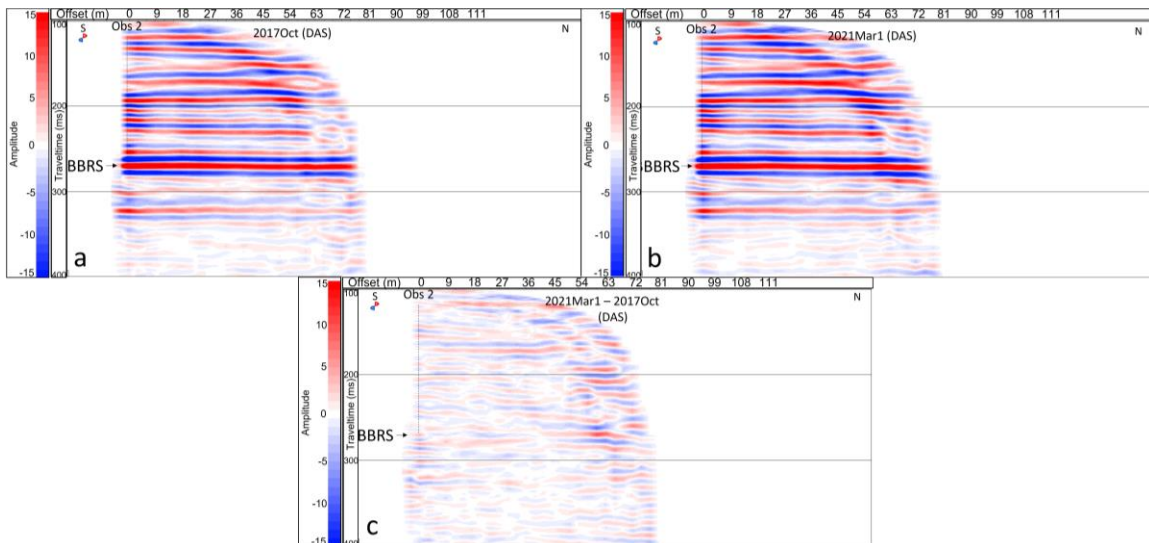 Offset (m) 0 9 18 27 36 45 54 63 72 81 90 99 108 111
S Obs 2 2017Oct (DAS) N
15
10
5
0
-5
-10
-15
Amplitude
Traveltime (ms)
100
200
300
400
BBRS
a
Offset (m) 0 9 18 27 36 45 54 63 72 81 90 99 108 111
S Obs 2 2021Mar1 (DAS) N
15
10
5
0
-5
-10
-15
Amplitude
Traveltime (ms)
100
200
300
400
BBRS
b
Offset (m) 0 9 18 27 36 45 54 63 72 81 90 99 108 111
S Obs 2 2021Mar1 – 2017Oct N
(DAS)
15
10
5
0
-5
-10
-15
Amplitude
Traveltime (ms)
100
200
300
400
BBRS
c